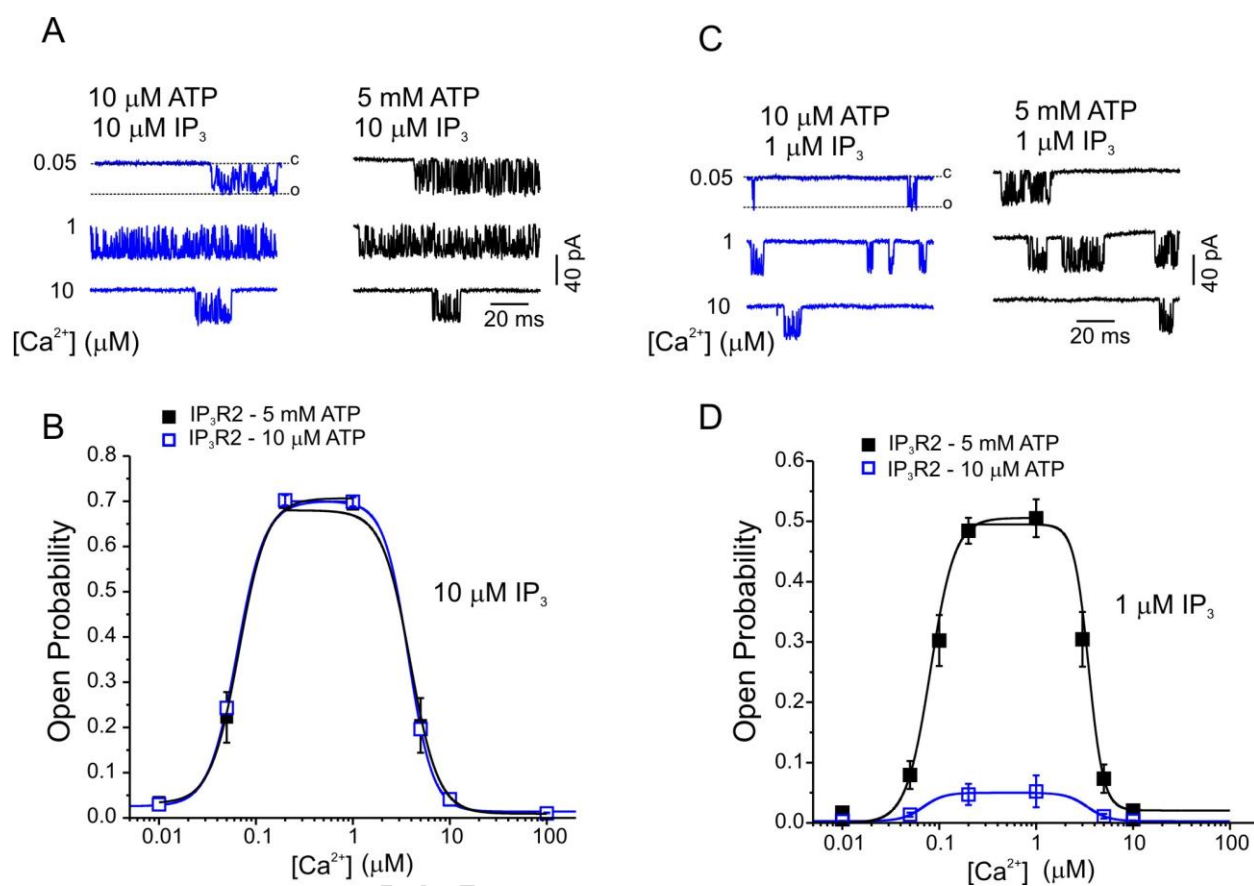 A
10 μM ATP
10 μM IP₃
5 mM ATP
10 μM IP₃
0.05
c
o
1
10
[Ca²⁺] (μM)
40 pA
20 ms
C
10 μM ATP
1 μM IP₃
5 mM ATP
1 μM IP₃
0.05
c
o
1
10
[Ca²⁺] (μM)
40 pA
20 ms
B
IP₃R2 - 5 mM ATP
IP₃R2 - 10 μM ATP
0.8
0.7
0.6
0.5
0.4
0.3
0.2
0.1
0.0
Open Probability
10 μM IP₃
0.01 0.1 1 10 100
[Ca²⁺] (μM)
D
IP₃R2 - 5 mM ATP
IP₃R2 - 10 μM ATP
0.6
0.5
0.4
0.3
0.2
0.1
0.0
Open Probability
1 μM IP₃
0.01 0.1 1 10 100
[Ca²⁺] (μM)